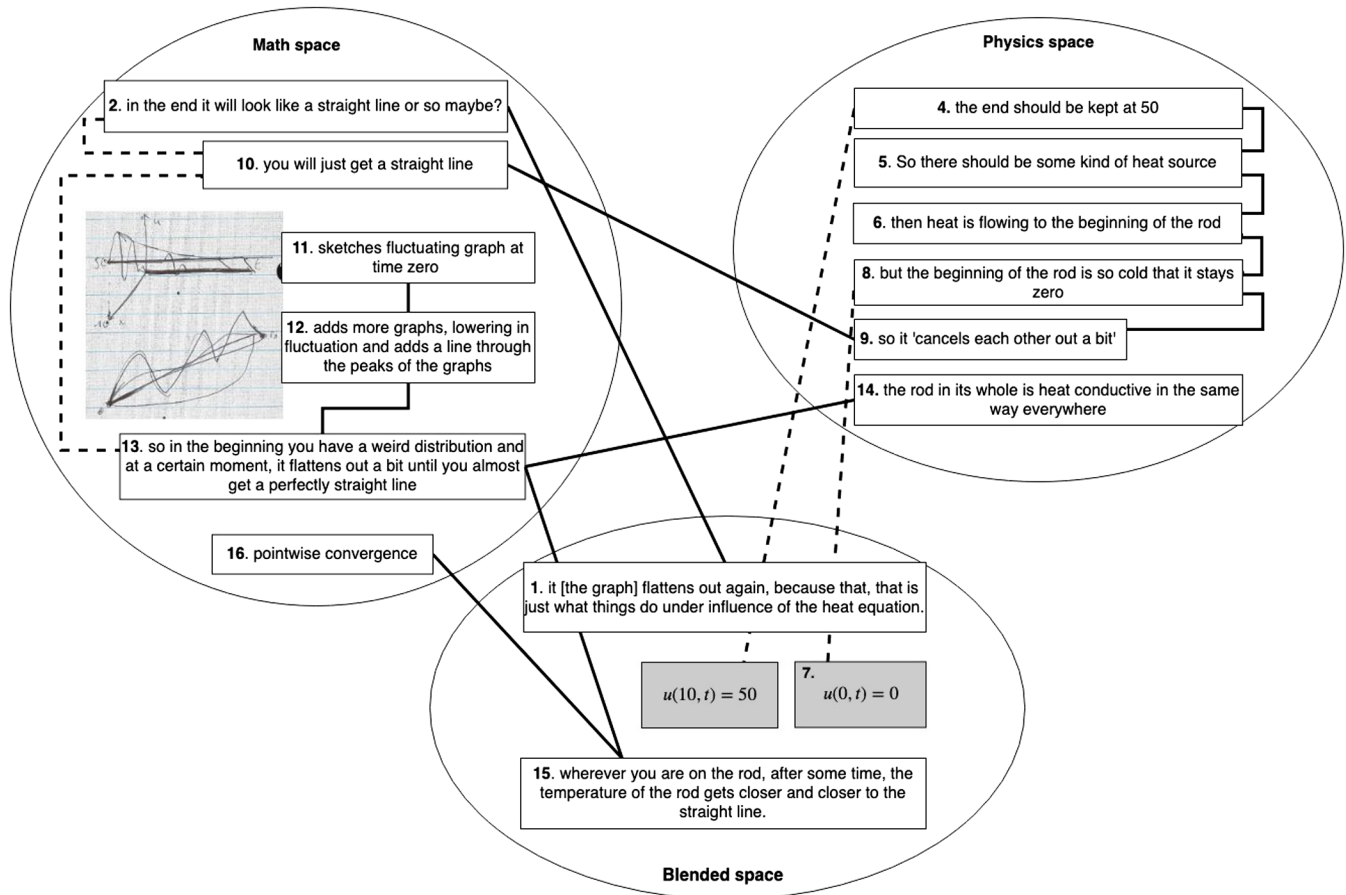 Math space
Physics space
2. in the end it will look like a straight line or so maybe?
10. you will just get a straight line
11. sketches fluctuating graph at
time zero
12. adds more graphs, lowering in
fluctuation and adds a line through
the peaks of the graphs
13. so in the beginning you have a weird distribution and
at a certain moment, it flattens out a bit until you almost
get a perfectly straight line
16. pointwise convergence
4. the end should be kept at 50
5. So there should be some kind of heat source
6. then heat is flowing to the beginning of the rod
8. but the beginning of the rod is so cold that it stays
zero
9. so it 'cancels each other out a bit'
14. the rod in its whole is heat conductive in the same
way everywhere
1. it [the graph] flattens out again, because that, that is
just what things do under influence of the heat equation.
u(10, t) = 50
7.
u(0, t) = 0
15. wherever you are on the rod, after some time, the
temperature of the rod gets closer and closer to the
straight line.
Blended space